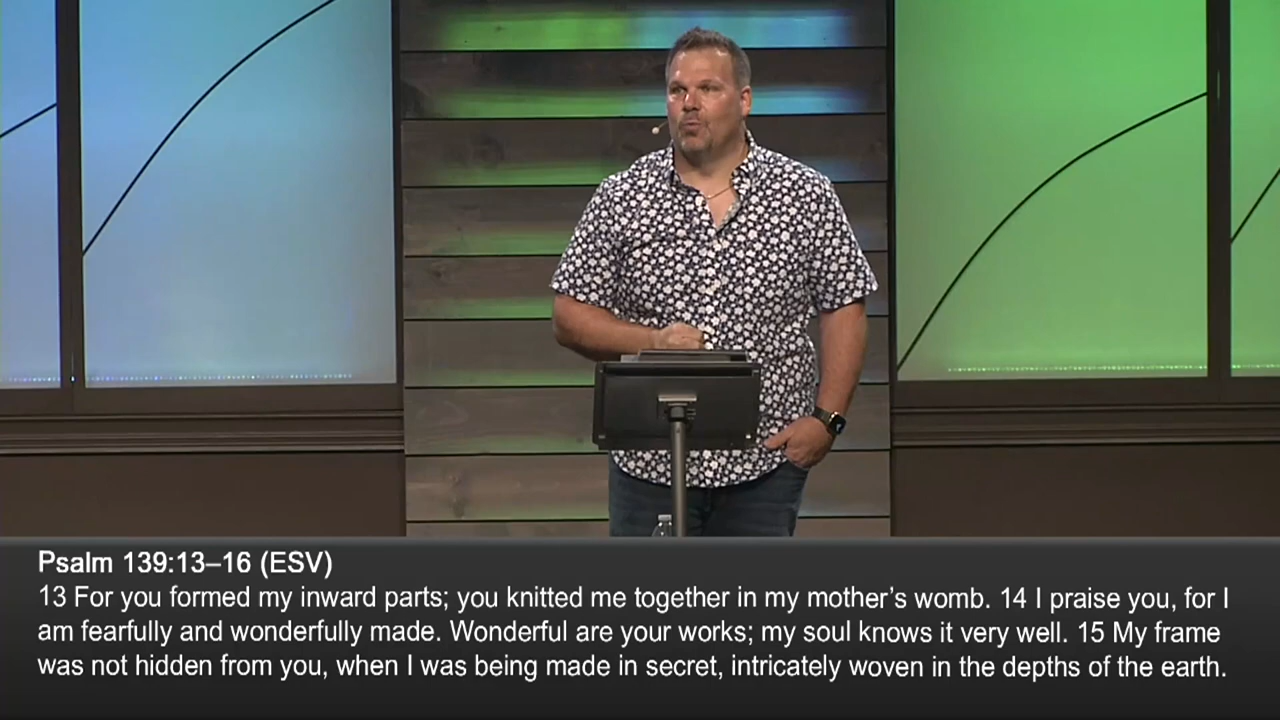 Psalm 139:13–16 (ESV)
13 For you formed my inward parts; you knitted me together in my mother’s womb. 14 I praise you, for I
am fearfully and wonderfully made. Wonderful are your works; my soul knows it very well. 15 My frame
was not hidden from you, when I was being made in secret, intricately woven in the depths of the earth.